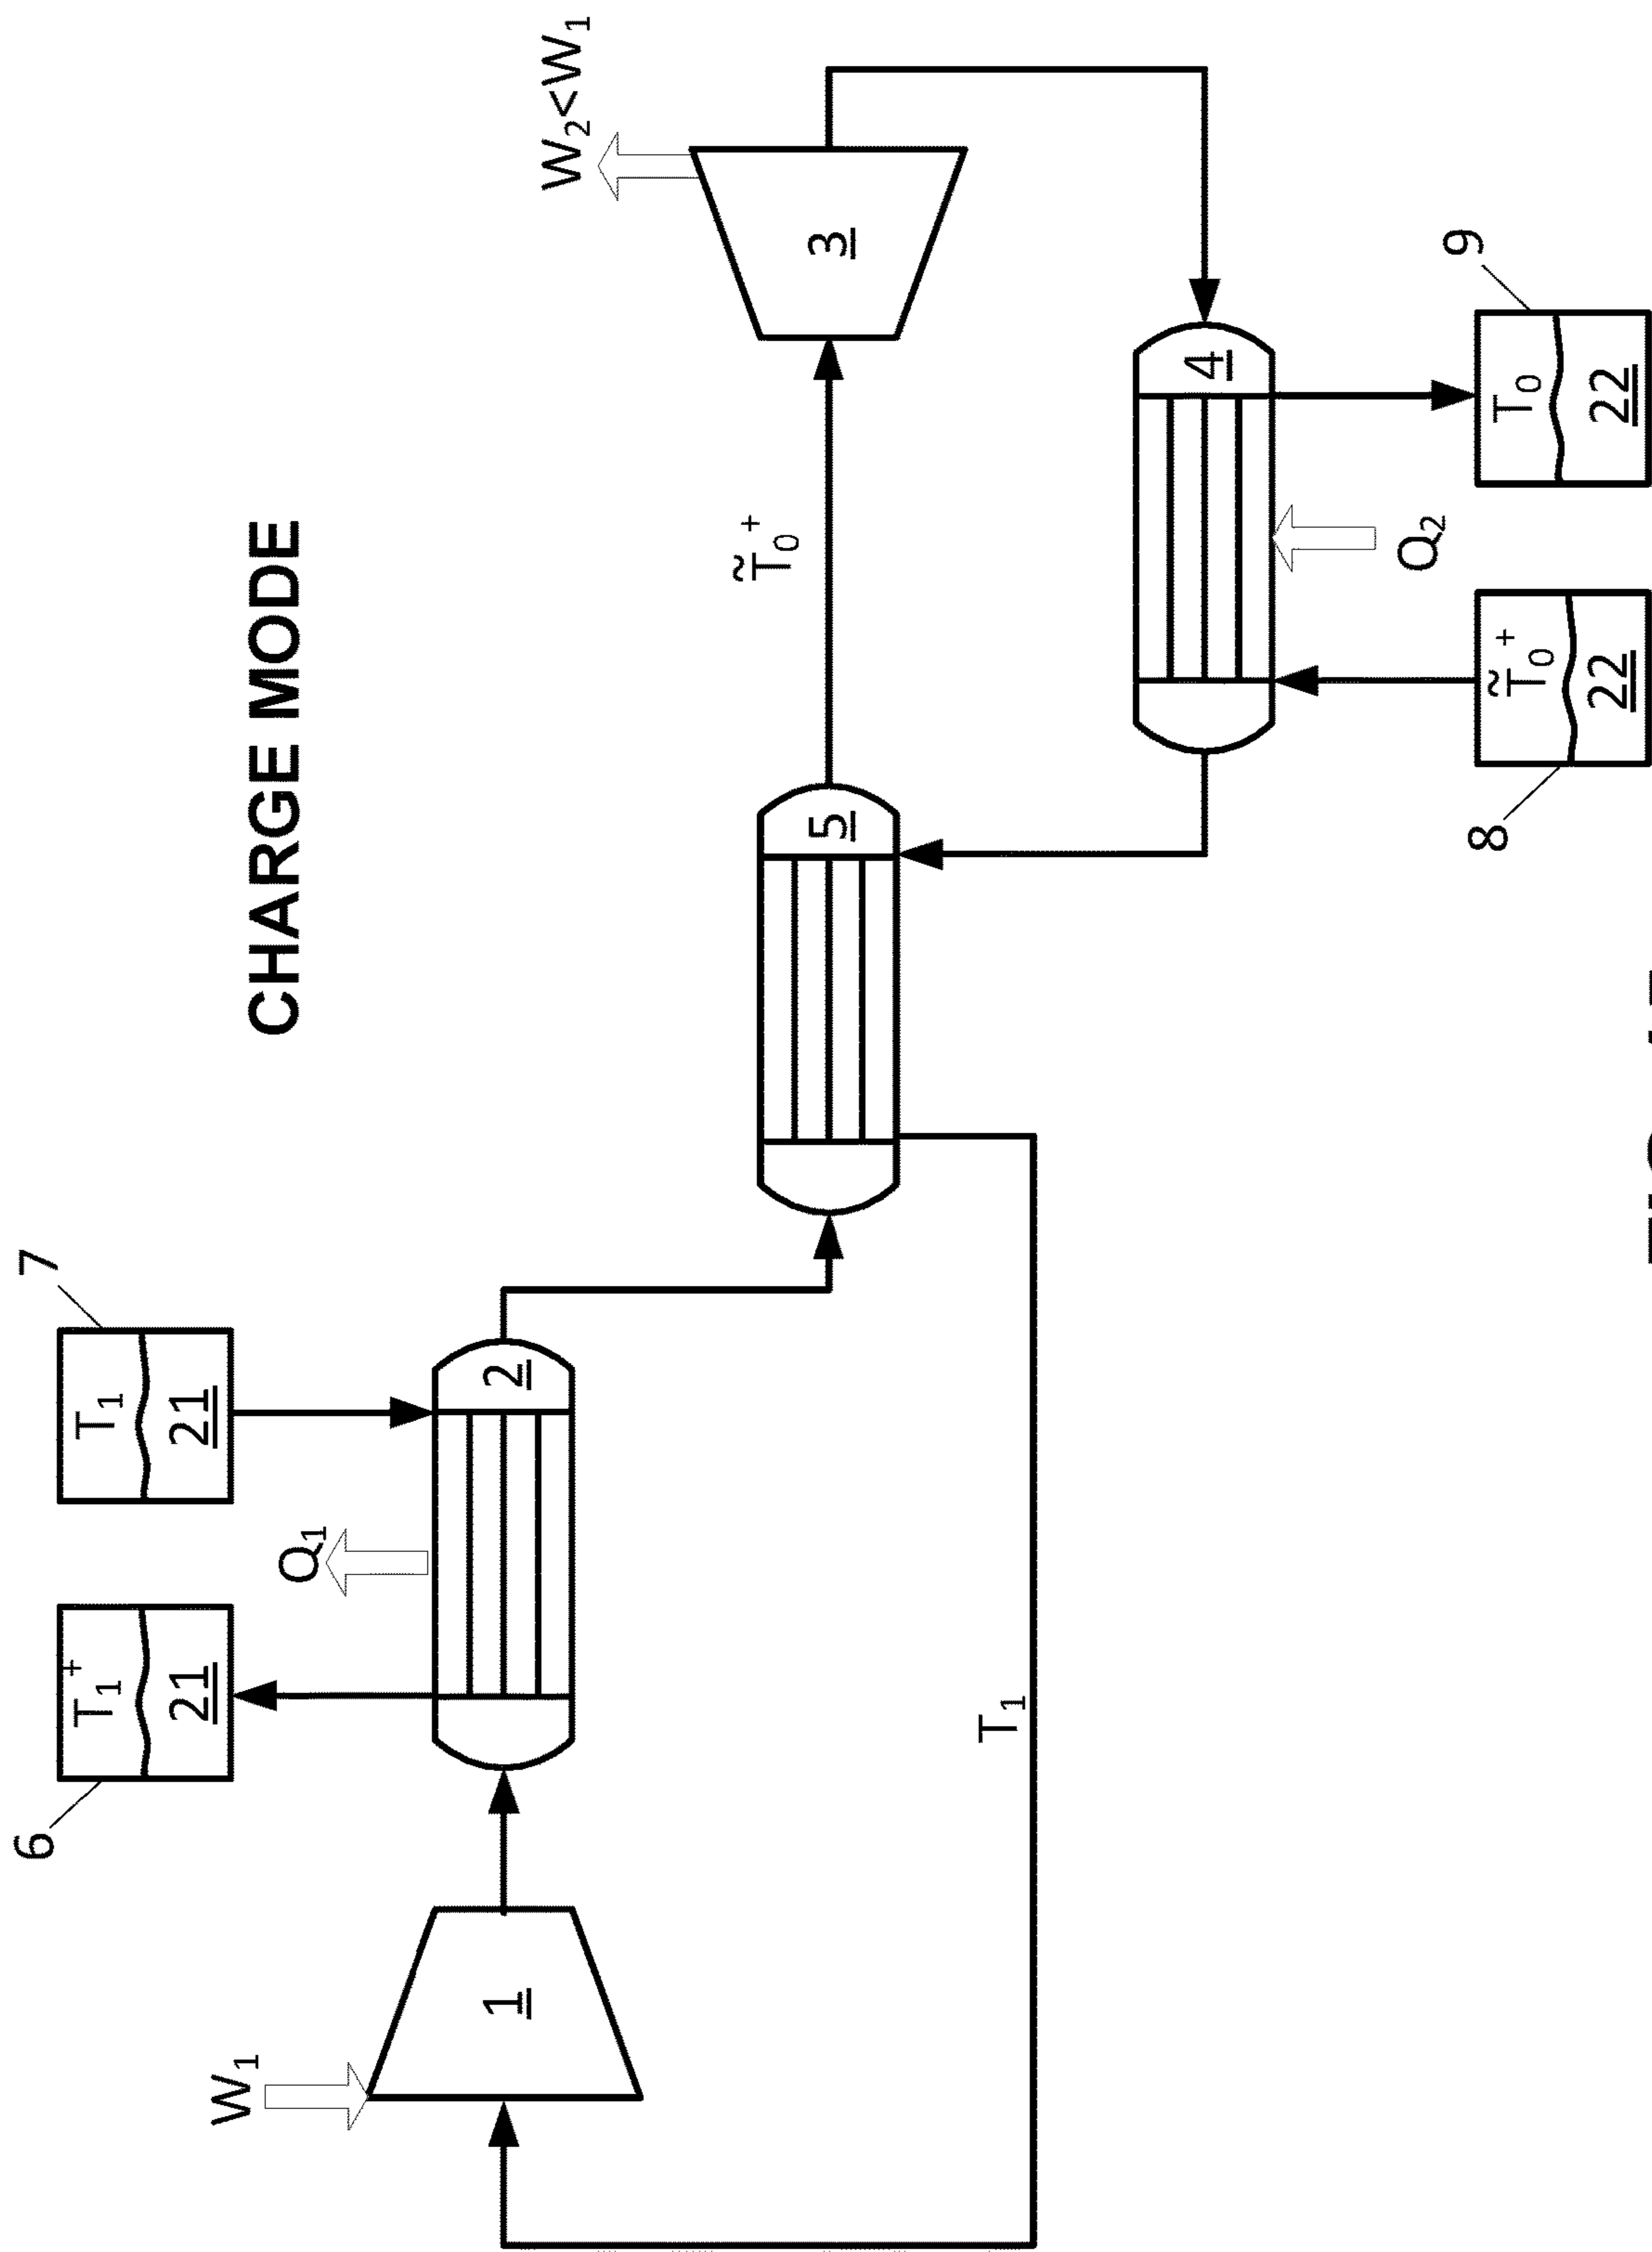 CHARGE MODE
6
7
T₁⁺
21
T₁
21
Q₁
W₁
1
2
T₁
5
T̃₀⁺
W₂<W₁
3
4
Q₂
8
9
T̃₀⁺
22
T₀
22